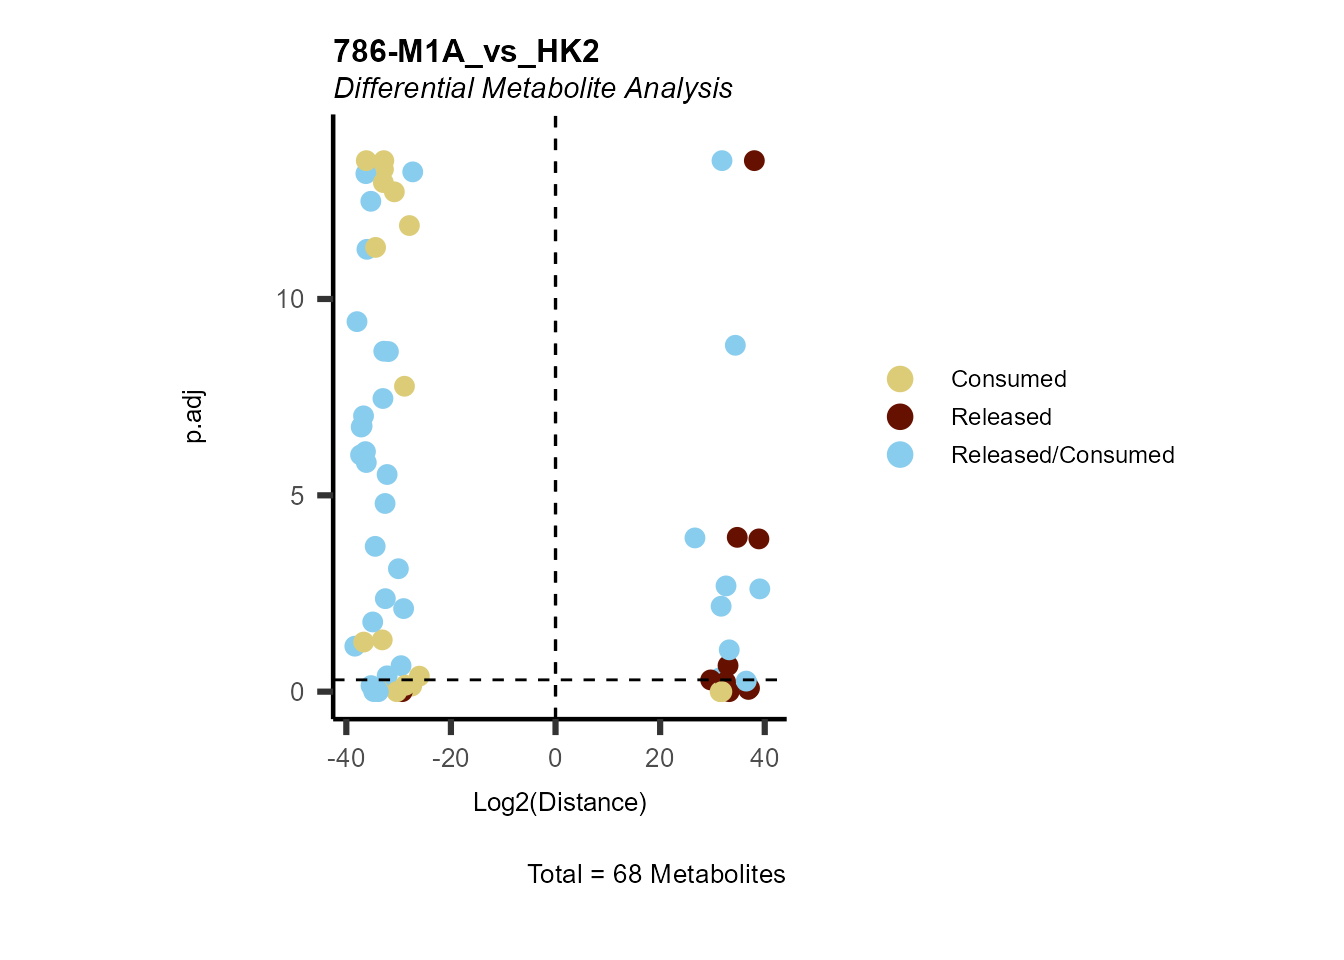 786-M1A_vs_HK2
Differential Metabolite Analysis
p.adj
10
5
0
-40 -20 0 20 40
Log2(Distance)
Consumed
Released
Released/Consumed
Total = 68 Metabolites